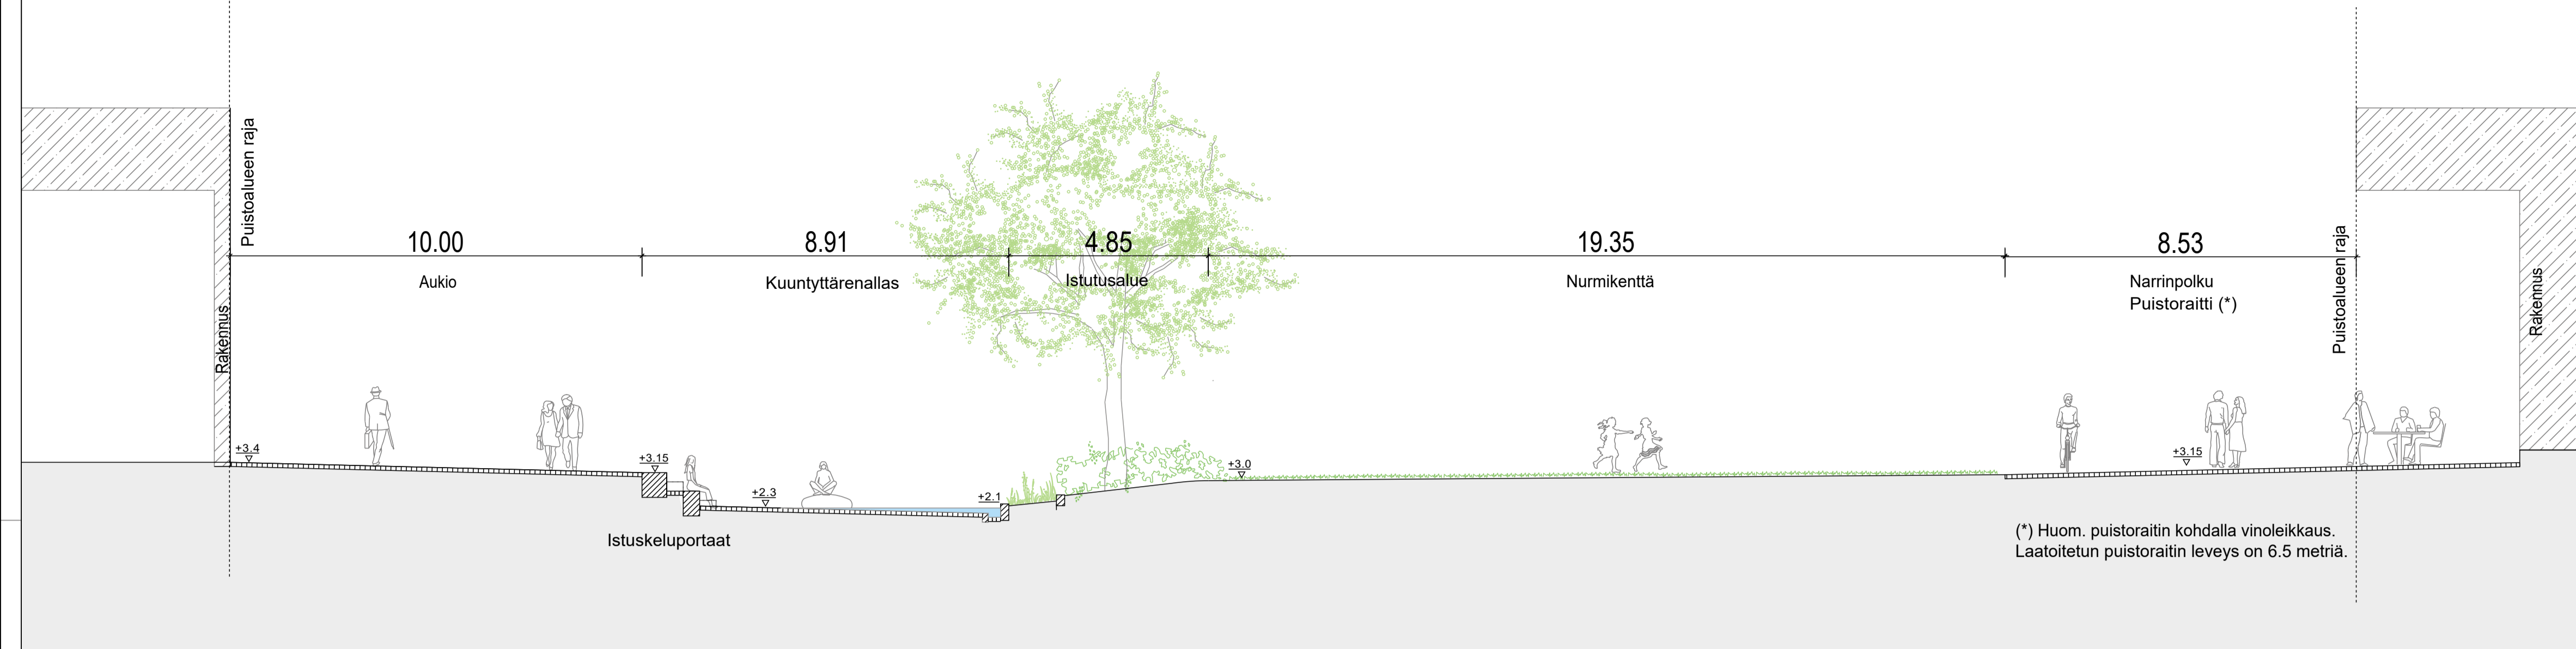 Puistoalueen raja
Rakennus
10.00
Aukio
8.91
Kuuntyttärenallas
4.85
Istutusalue
19.35
Nurmikenttä
8.53
Narrinpolku
Puistoraitti (*)
Puistoalueen raja
Rakennus
+3.4
+3.15
+2.3
+2.1
+3.0
+3.15
Istuskeluportaat
(*) Huom. puistoraitin kohdalla vinoleikkaus.
Laatoitetun puistoraitin leveys on 6.5 metriä.